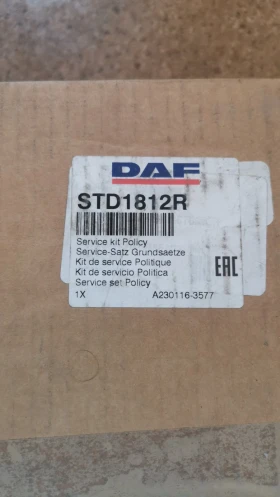 DAF
STD1812R
Service kit Policy
Service-Satz Grundsaetze
Kit de service Politique
Kit de servicio Politica
Service set Policy
EAC
1X A230116-3577